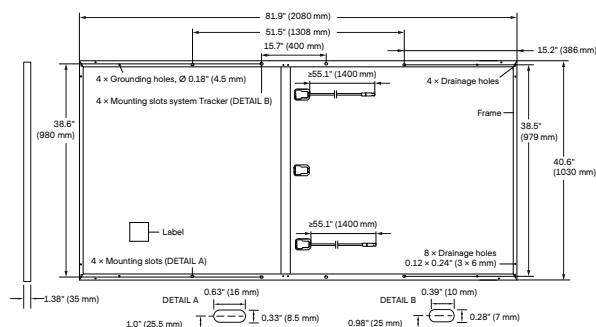 81.9" (2080 mm)
51.5" (1308 mm)
15.7" (400 mm)
15.2" (386 mm)
4 × Grounding holes, Ø 0.18" (4.5 mm)
≥55.1" (1400 mm)
4 × Drainage holes
4 × Mounting slots system Tracker (DETAIL B)
Frame
38.6"
(980 mm)
38.5"
(979 mm)
40.6"
(1030 mm)
Label
≥55.1" (1400 mm)
4 × Mounting slots (DETAIL A)
8 × Drainage holes
0.12 × 0.24" (3 × 6 mm)
1.38" (35 mm)
DETAIL A
0.63" (16 mm)
0.33" (8.5 mm)
1.0" (25.5 mm)
DETAIL B
0.39" (10 mm)
0.28" (7 mm)
0.98" (25 mm)